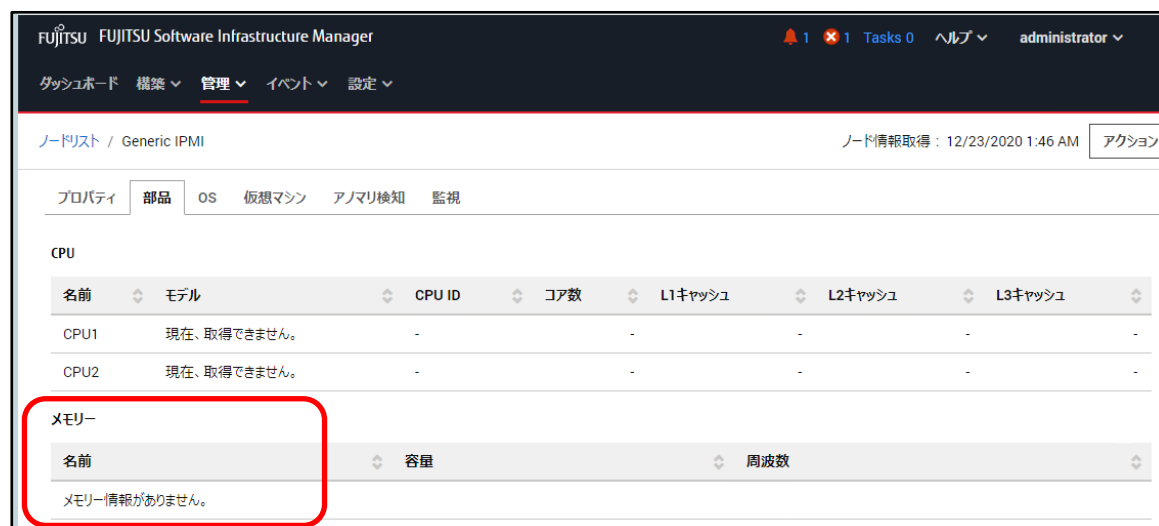 FUJITSU FUJITSU Software Infrastructure Manager 1 1 Tasks 0 ヘルプ administrator
ダッシュボード 構築 管理 イベント 設定
ノードリスト / Generic IPMI ノード情報取得 : 12/23/2020 1:46 AM アクション
プロパティ 部品 OS 仮想マシン アノマリ検知 監視
CPU
名前 モデル CPU ID コア数 L1キャッシュ L2キャッシュ L3キャッシュ
CPU1 現在、取得できません。 - - - - -
CPU2 現在、取得できません。 - - - - -
メモリー
名前 容量 周波数
メモリー情報がありません。